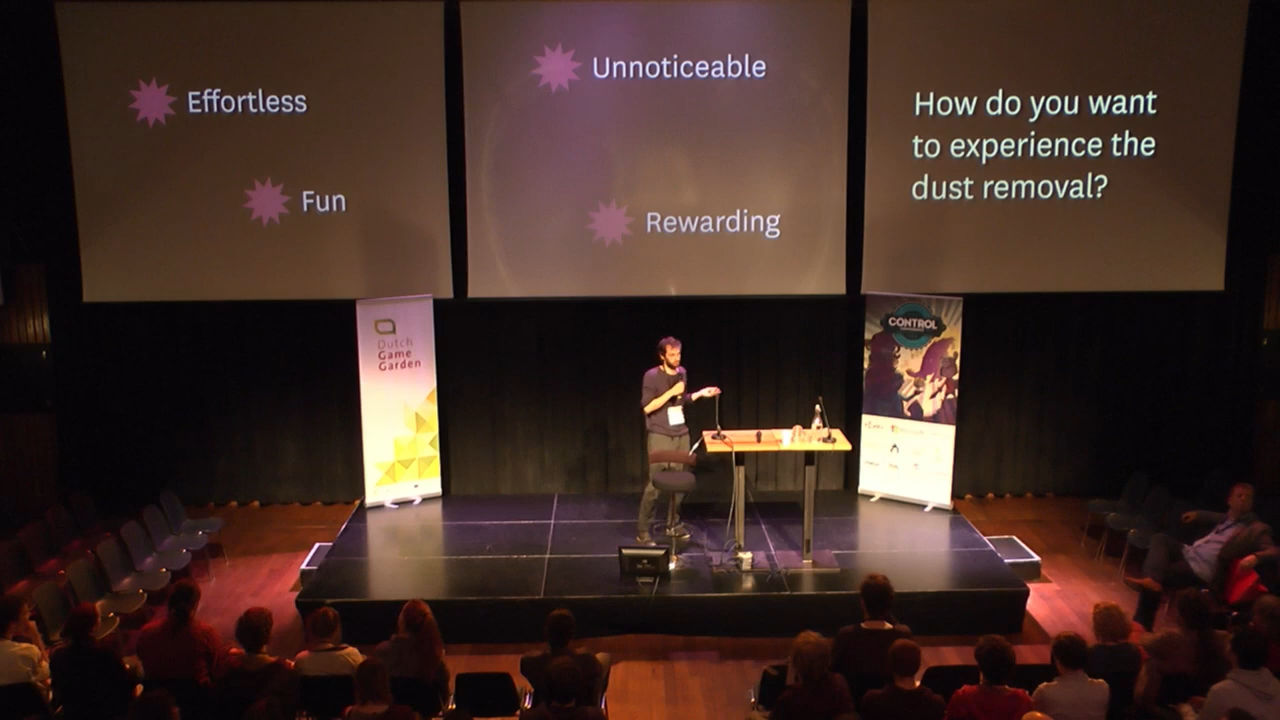 Effortless
Fun
Unnoticeable
Rewarding
How do you want
to experience the
dust removal?
Dutch
Game
Garden
CONTROL